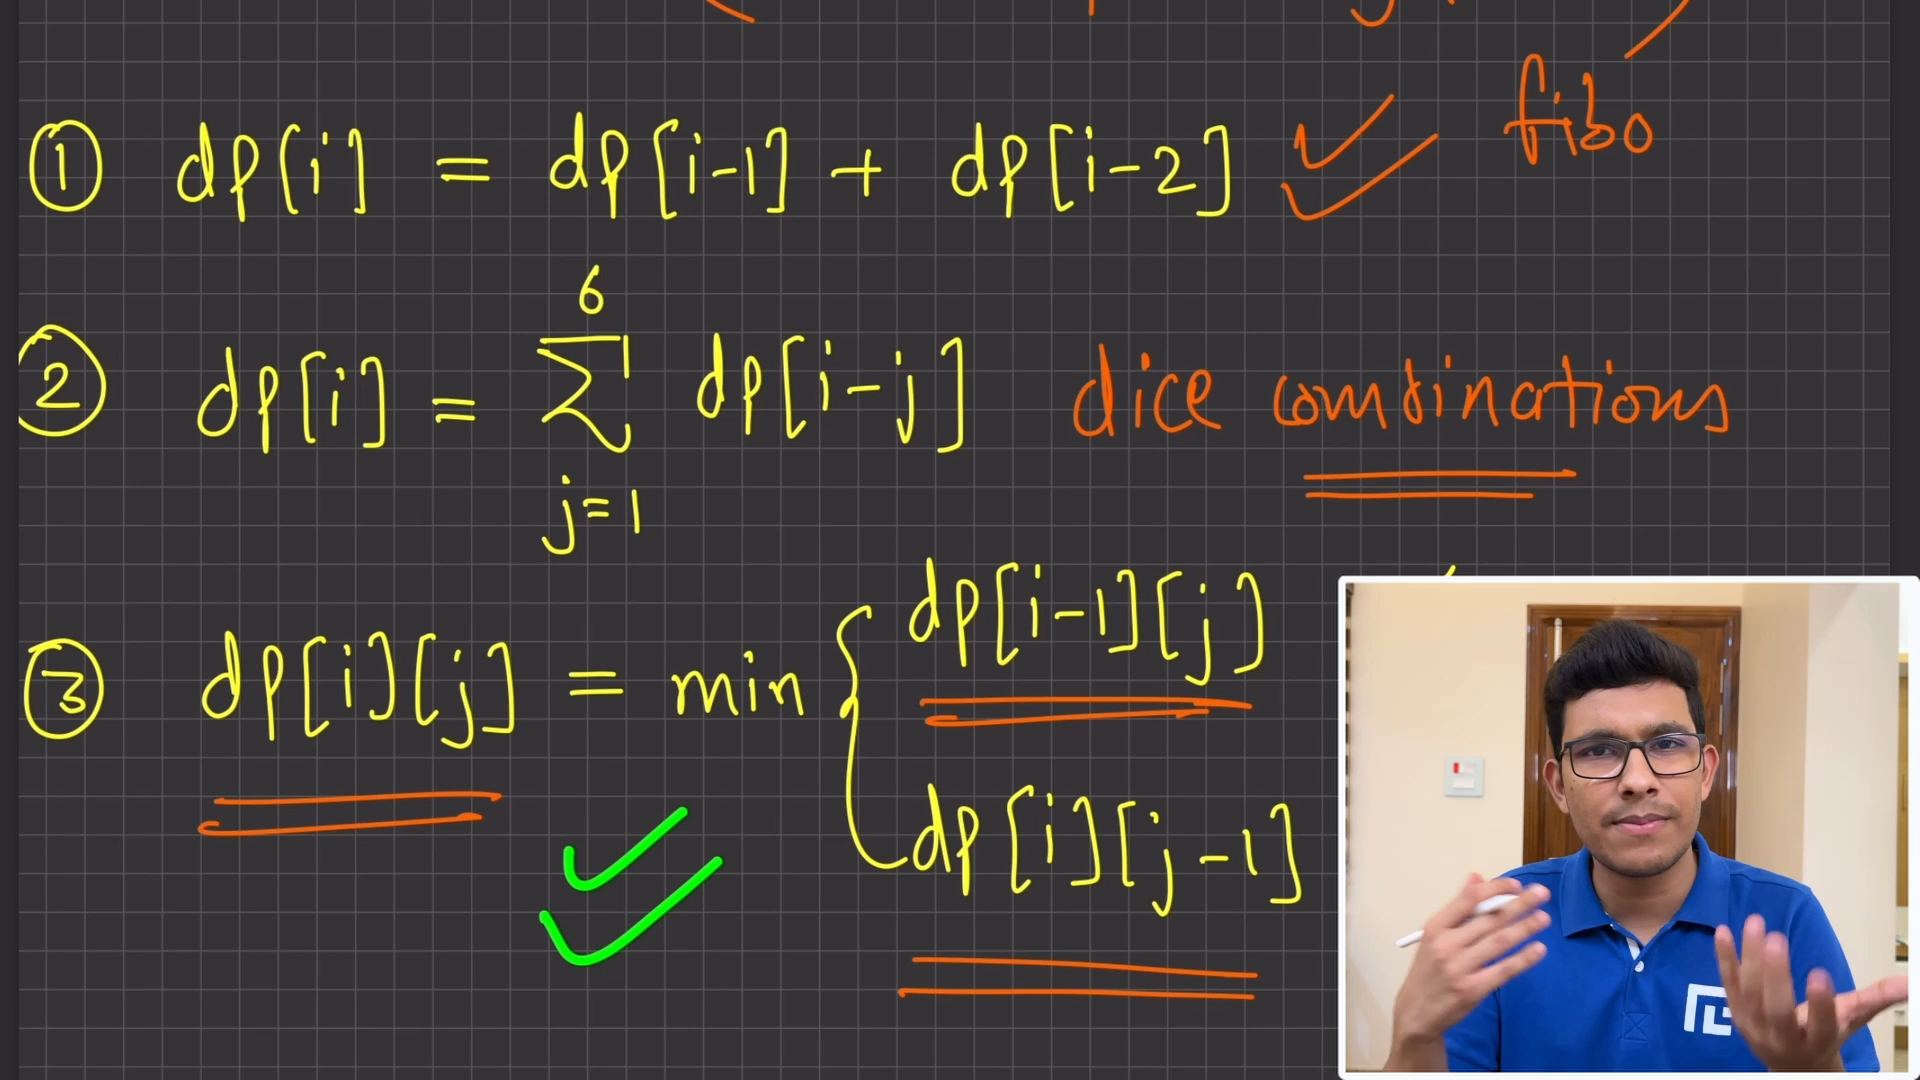 fibo
① dp[i] = dp[i-1] + dp[i-2]
② dp[i] = 6∑j=1 dp[i-j] dice combinations
③ dp[i][j] = min { dp[i-1][j]
dp[i][j-1]